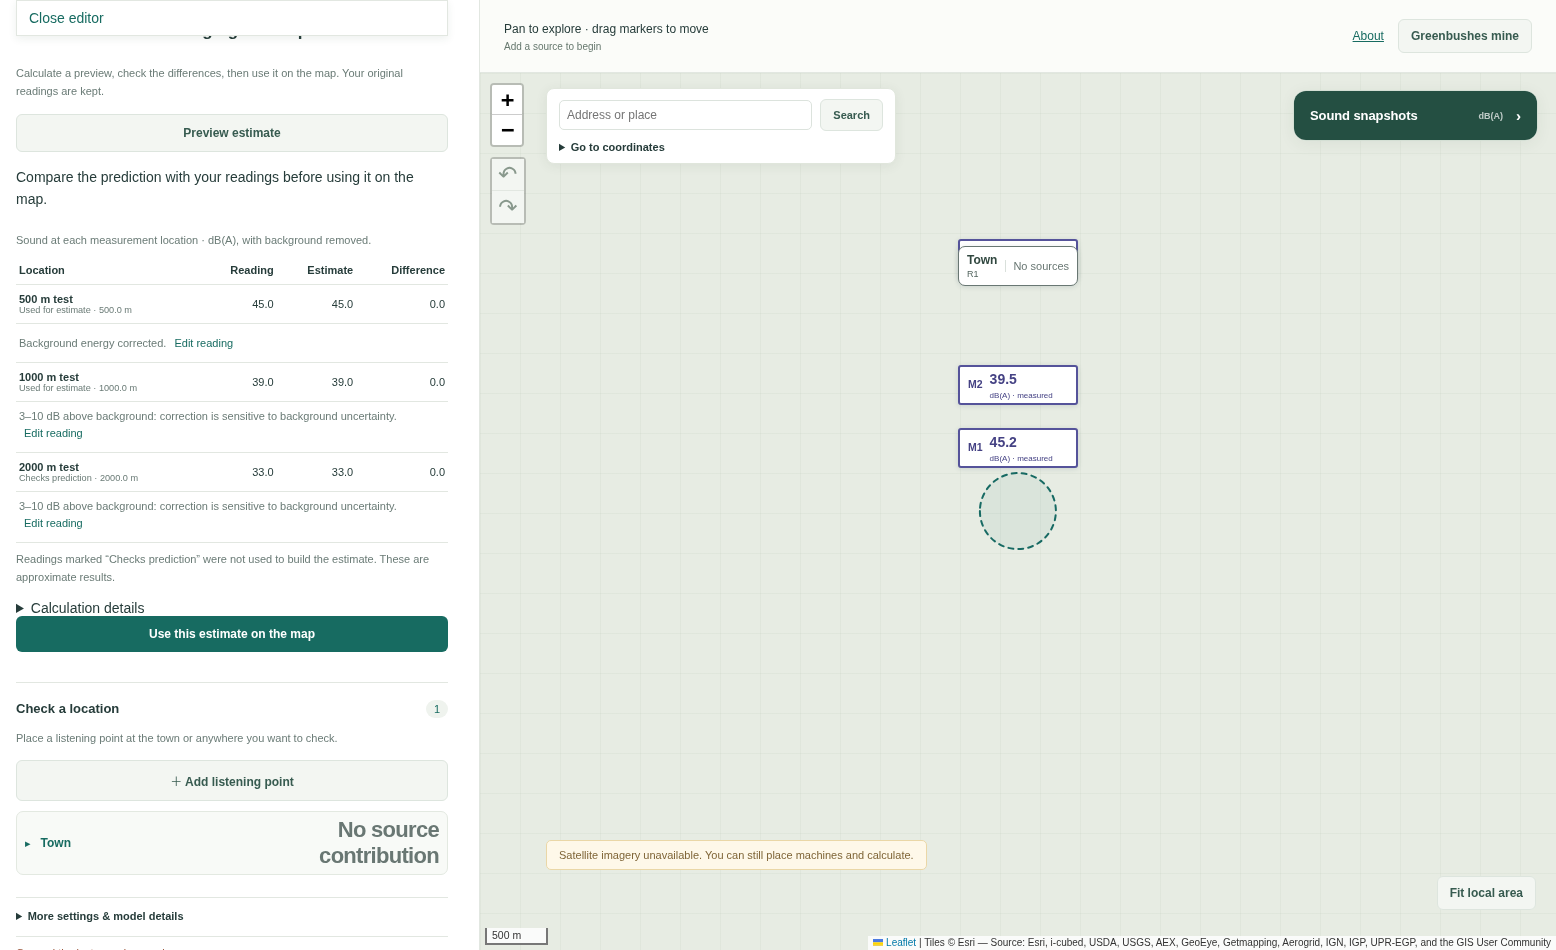 Close editor
Calculate a preview, check the differences, then use it on the map. Your original
readings are kept.
Preview estimate
Compare the prediction with your readings before using it on the
map.
Sound at each measurement location · dB(A), with background removed.
Location Reading Estimate Difference
500 m test 45.0 45.0 0.0
Used for estimate · 500.0 m
Background energy corrected. Edit reading
1000 m test 39.0 39.0 0.0
Used for estimate · 1000.0 m
3–10 dB above background: correction is sensitive to background uncertainty.
Edit reading
2000 m test 33.0 33.0 0.0
Checks prediction · 2000.0 m
3–10 dB above background: correction is sensitive to background uncertainty.
Edit reading
Readings marked “Checks prediction” were not used to build the estimate. These are
approximate results.
Calculation details
Use this estimate on the map
Check a location 1
Place a listening point at the town or anywhere you want to check.
+ Add listening point
Town No source
contribution
More settings & model details
Pan to explore · drag markers to move
Add a source to begin
About
Greenbushes mine
+
−
Address or place
Search
Go to coordinates
Sound snapshots dB(A) ›
Town
R1
No sources
M2 39.5
dB(A) · measured
M1 45.2
dB(A) · measured
Satellite imagery unavailable. You can still place machines and calculate.
Fit local area
500 m
Leaflet | Tiles © Esri — Source: Esri, i-cubed, USDA, USGS, AEX, GeoEye, Getmapping, Aerogrid, IGN, IGP, UPR-EGP, and the GIS User Community